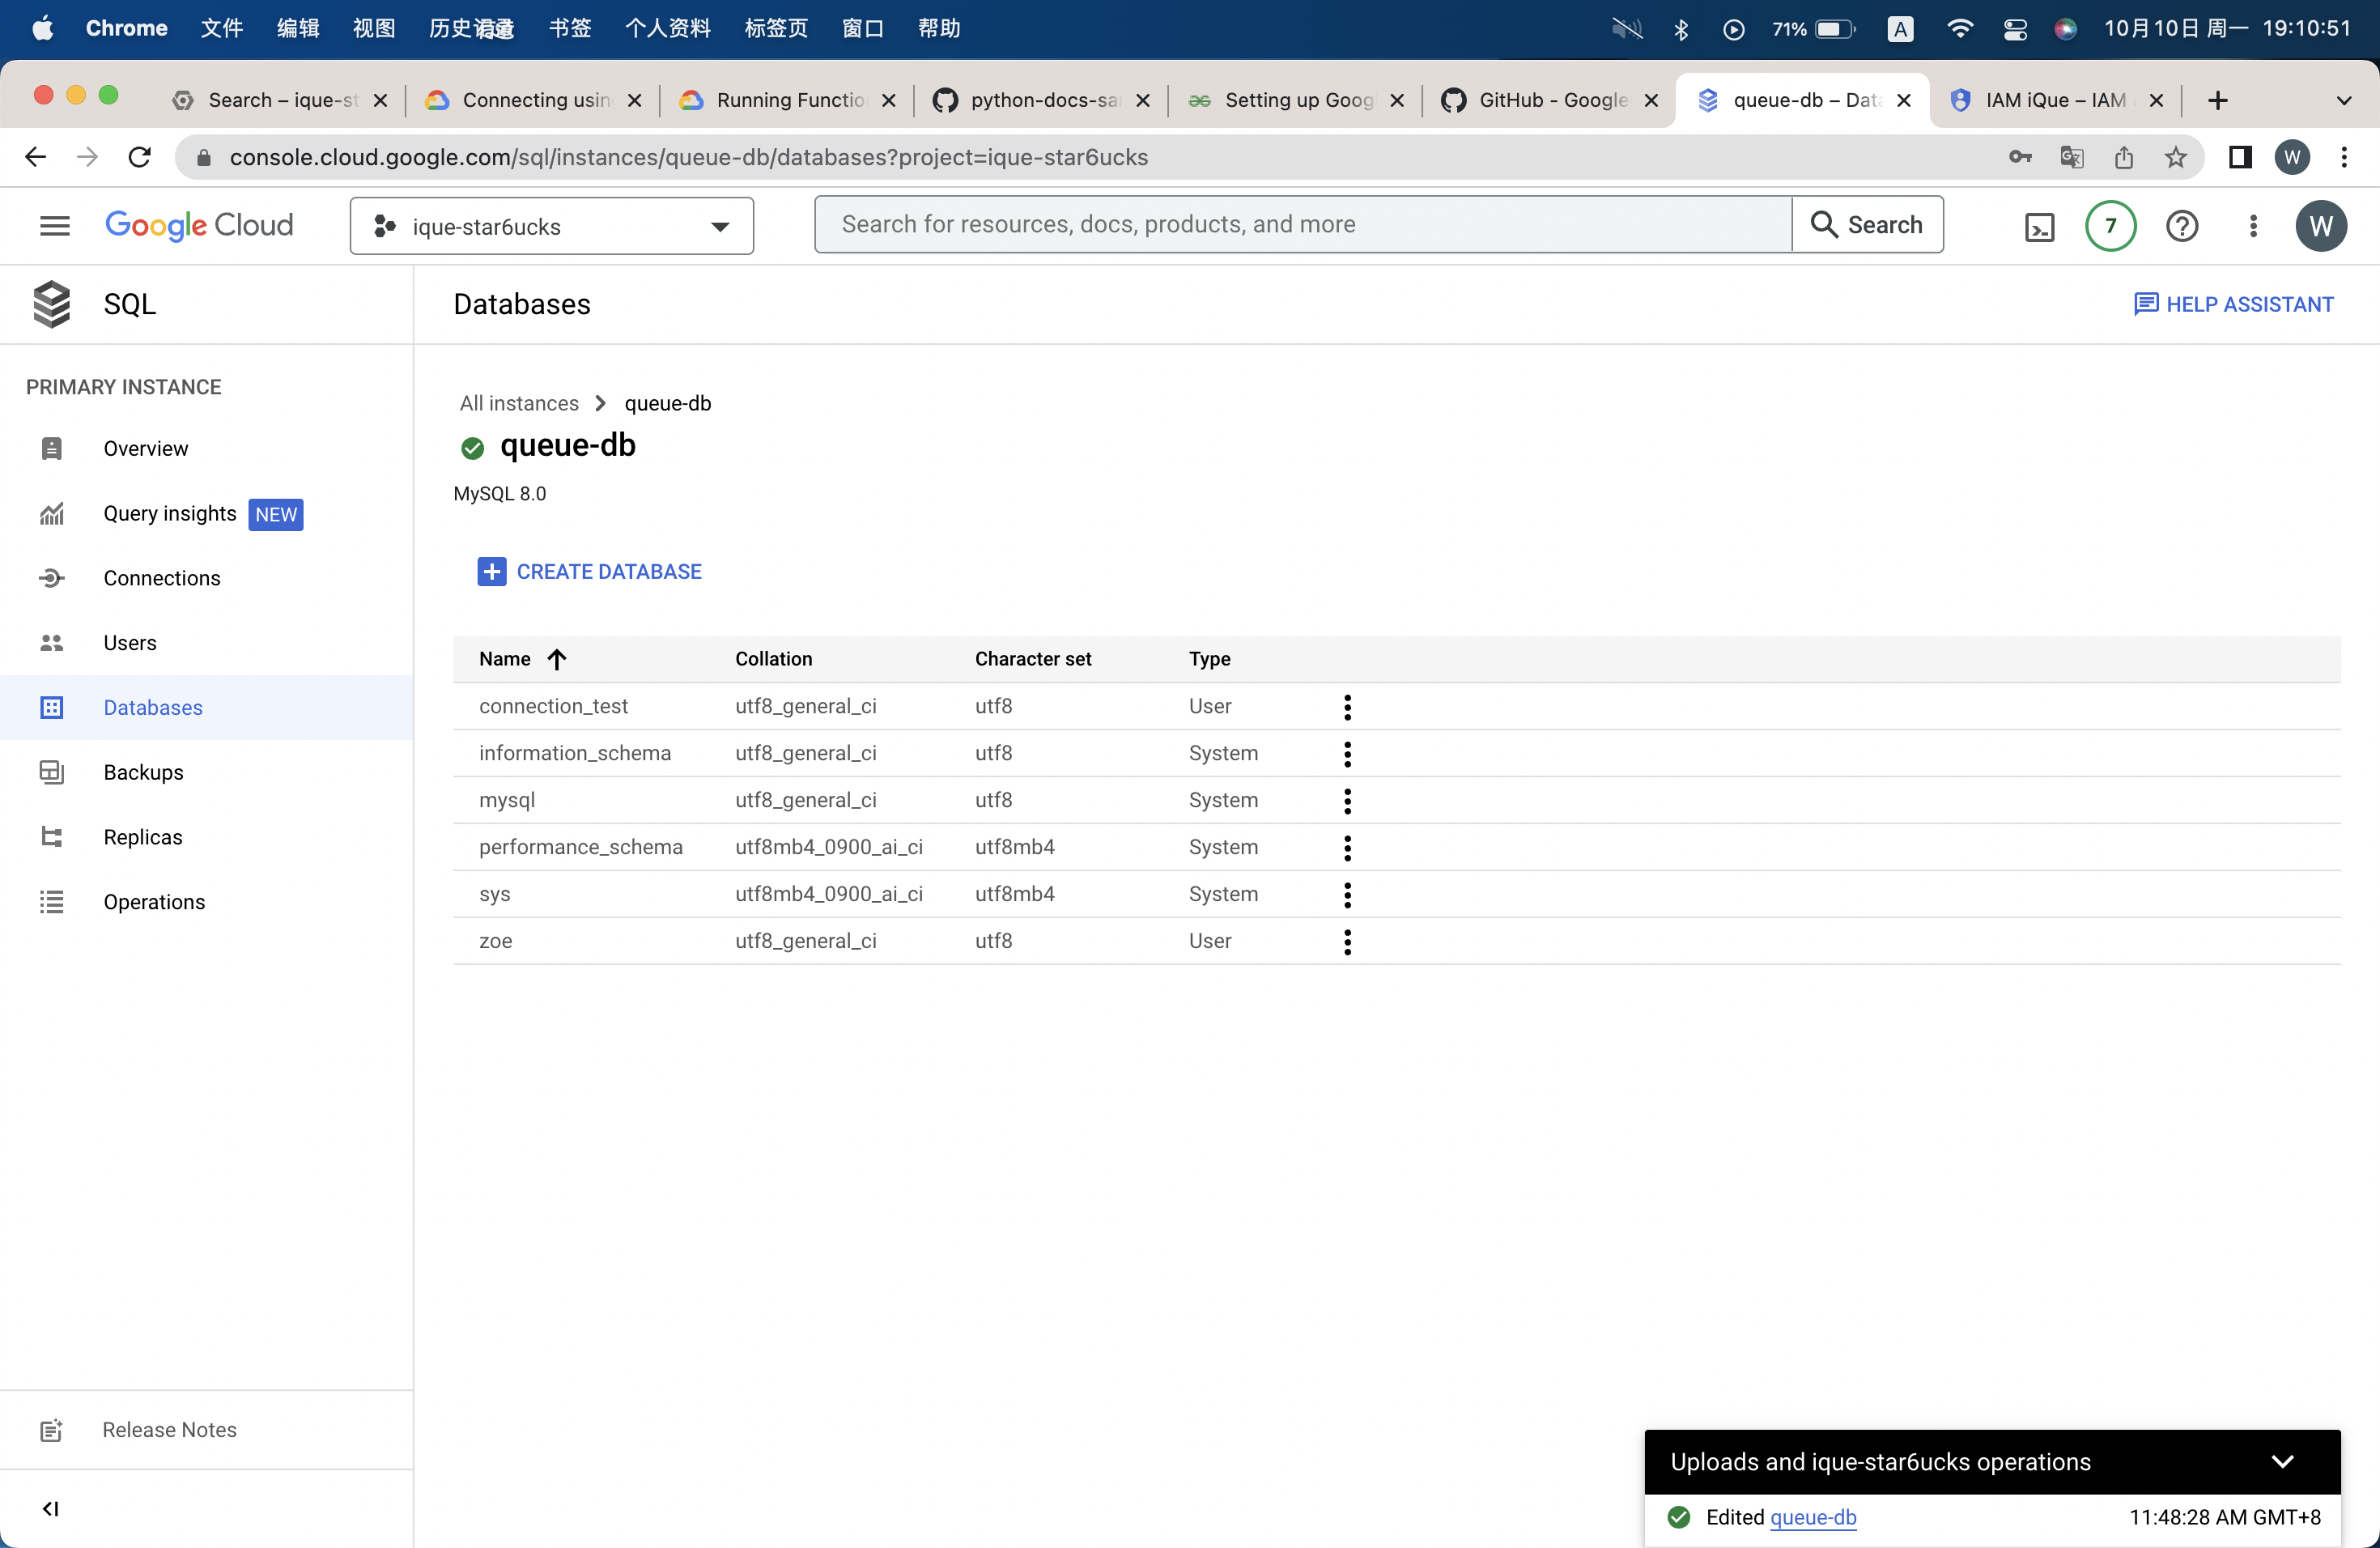 Chrome 文件 编辑 视图 历史记录 书签 个人资料 标签页 窗口 帮助 71% A 10月10日 周一 19:10:51
Search – ique-st Connecting usin Running Functio python-docs-sa Setting up Goog GitHub - Google queue-db – Data IAM iQue – IAM
console.cloud.google.com/sql/instances/queue-db/databases?project=ique-star6ucks W
Google Cloud ique-star6ucks Search for resources, docs, products, and more Search 7 W
SQL
Databases
HELP ASSISTANT
PRIMARY INSTANCE
Overview
Query insights NEW
Connections
Users
Databases
Backups
Replicas
Operations
Release Notes
All instances queue-db
queue-db
MySQL 8.0
CREATE DATABASE
Name Collation Character set Type
connection_test utf8_general_ci utf8 User
information_schema utf8_general_ci utf8 System
mysql utf8_general_ci utf8 System
performance_schema utf8mb4_0900_ai_ci utf8mb4 System
sys utf8mb4_0900_ai_ci utf8mb4 System
zoe utf8_general_ci utf8 User
Uploads and ique-star6ucks operations
Edited queue-db 11:48:28 AM GMT+8